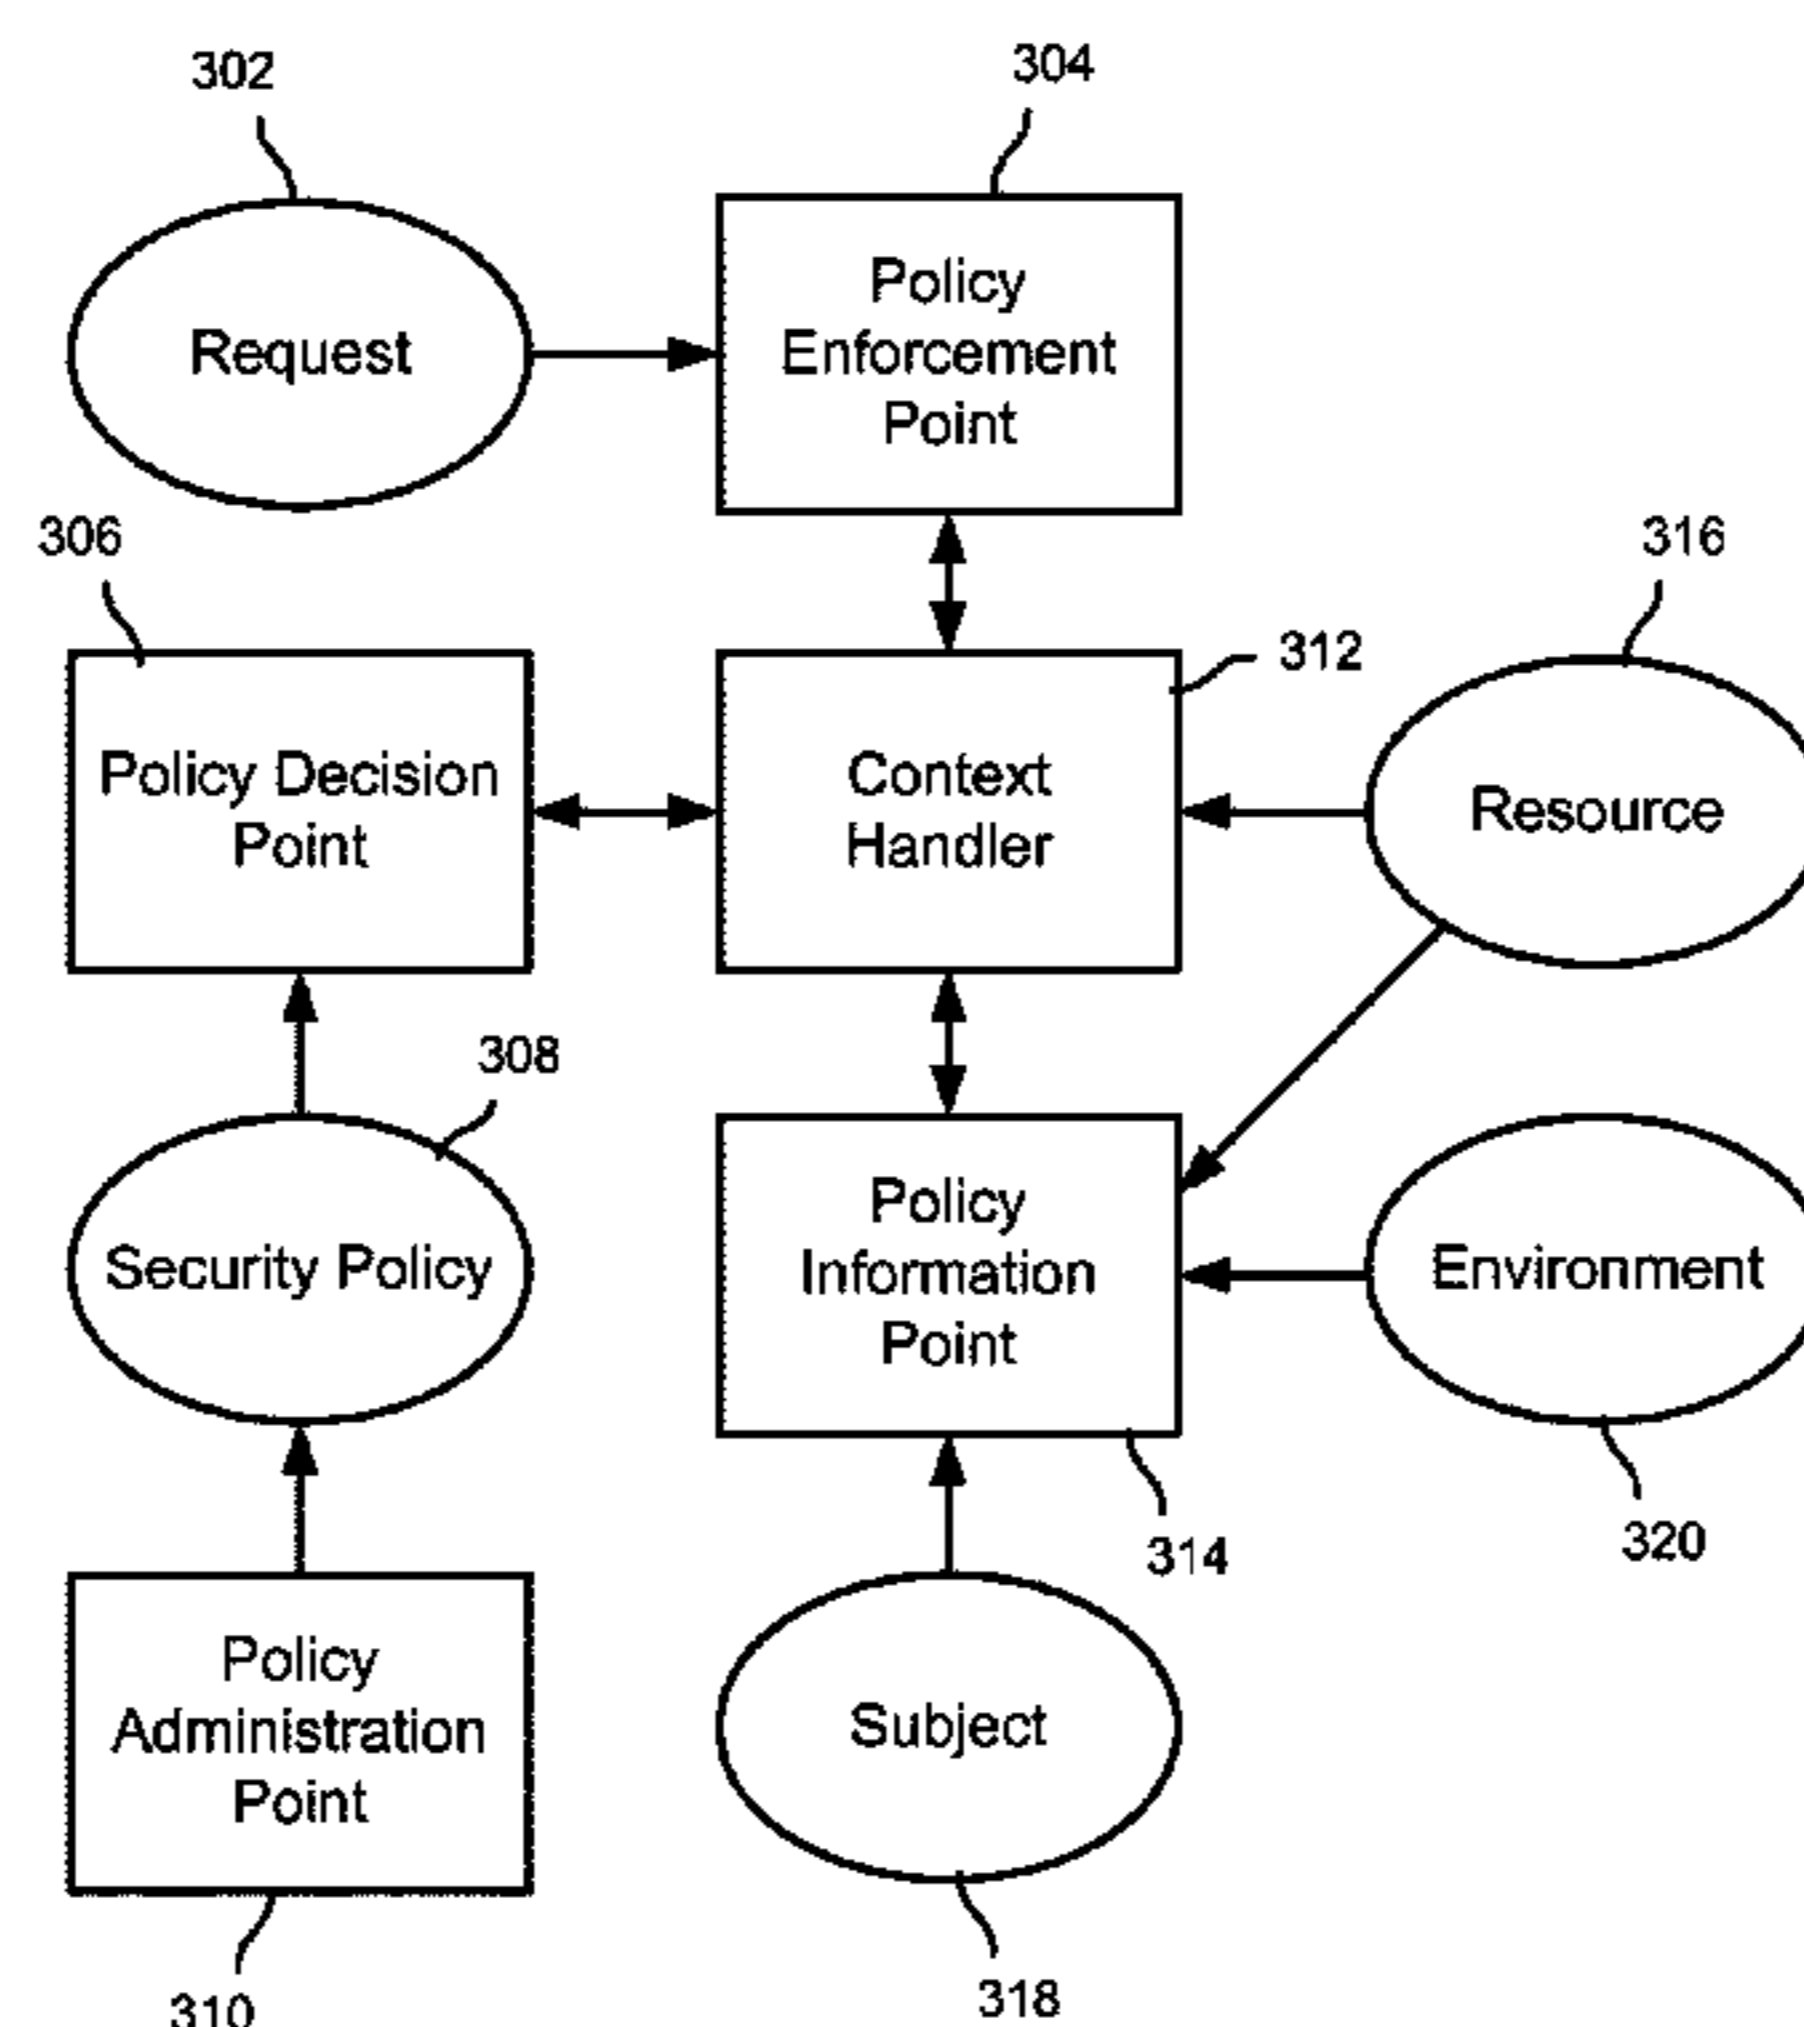 302
304
Request
Policy
Enforcement
Point
306
316
312
Policy Decision
Point
Context
Handler
Resource
308
Security Policy
Policy
Information
Point
Environment
314
320
Policy
Administration
Point
Subject
310
318